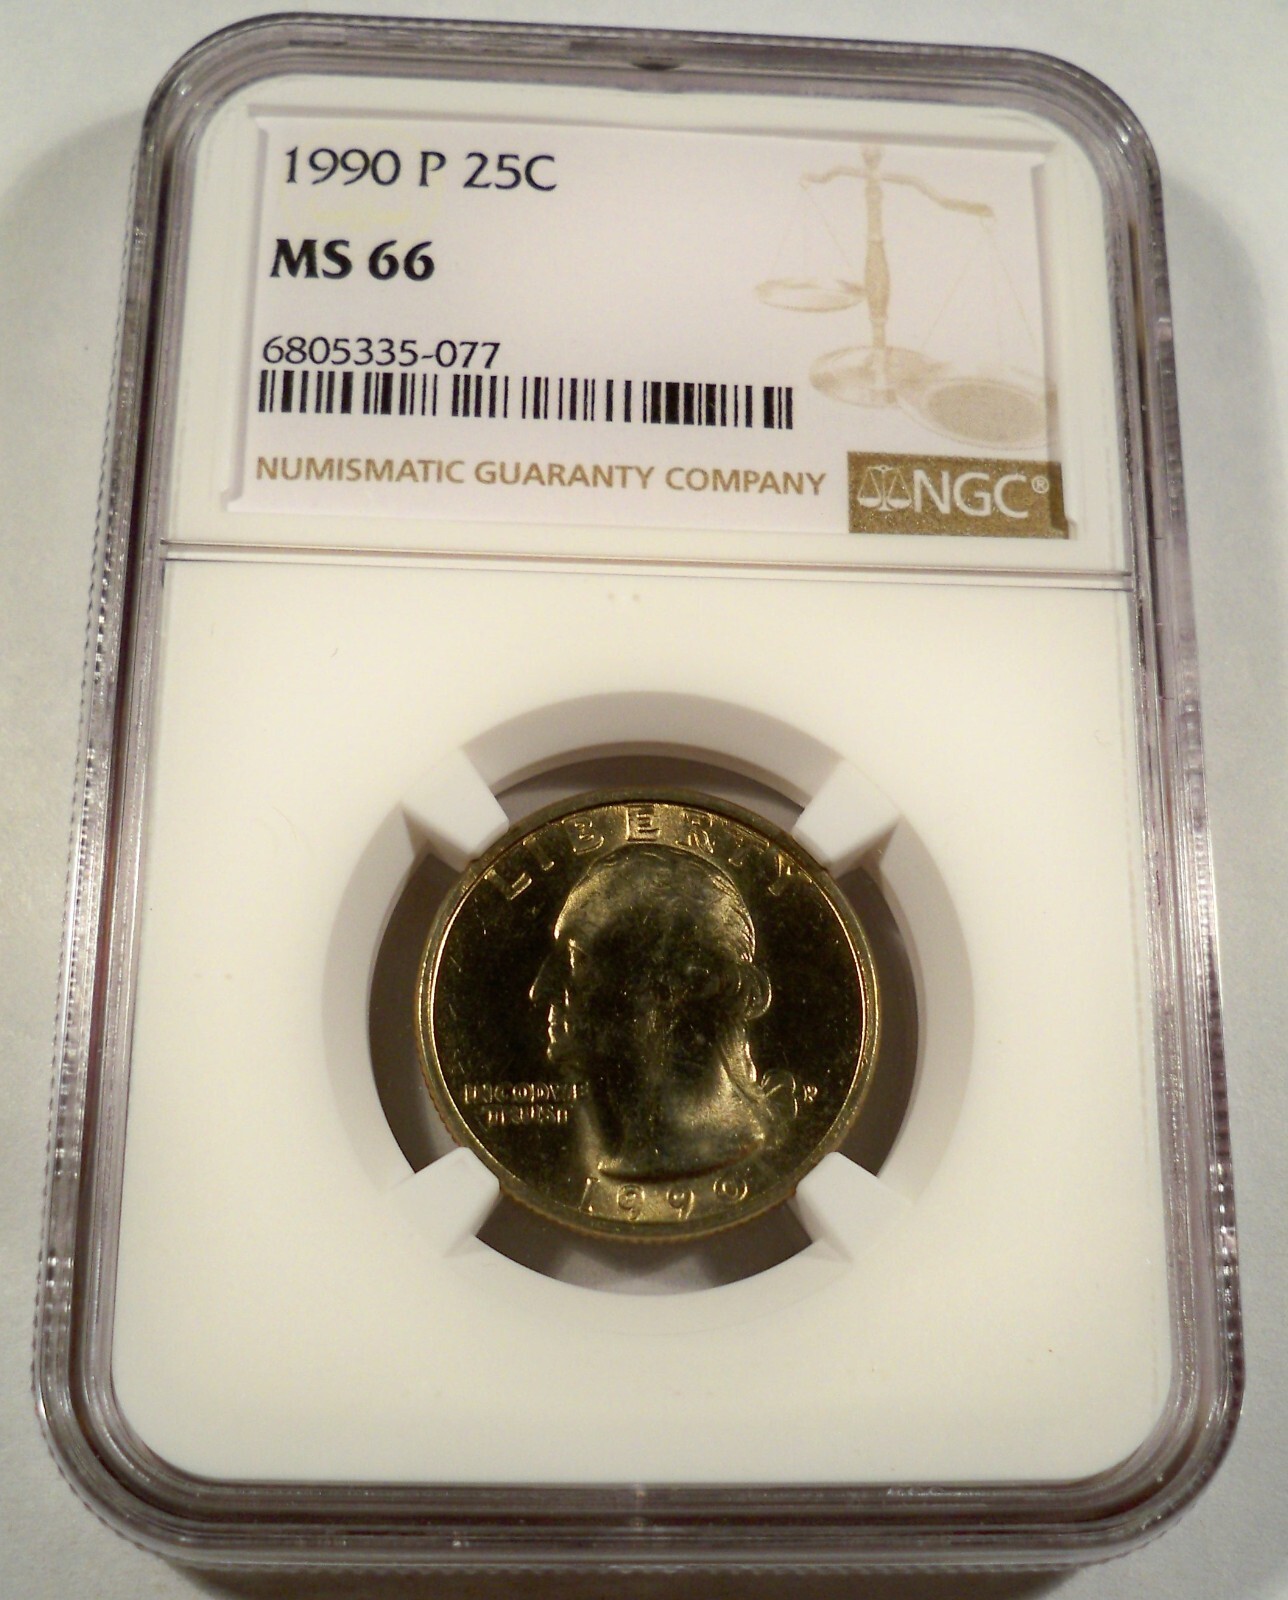 1990 P 25C
MS 66
6805335-077
NUMISMATIC GUARANTY COMPANY
NGC®
LIBERTY
IN GOD WE
TRUST
P
1990